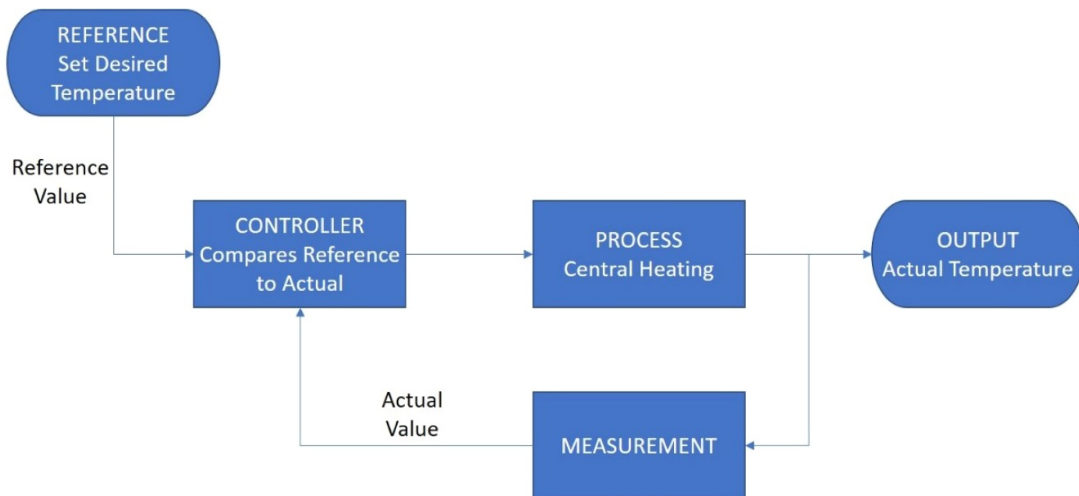 REFERENCE
Set Desired
Temperature
Reference
Value
CONTROLLER
Compares Reference
to Actual
PROCESS
Central Heating
OUTPUT
Actual Temperature
Actual
Value
MEASUREMENT